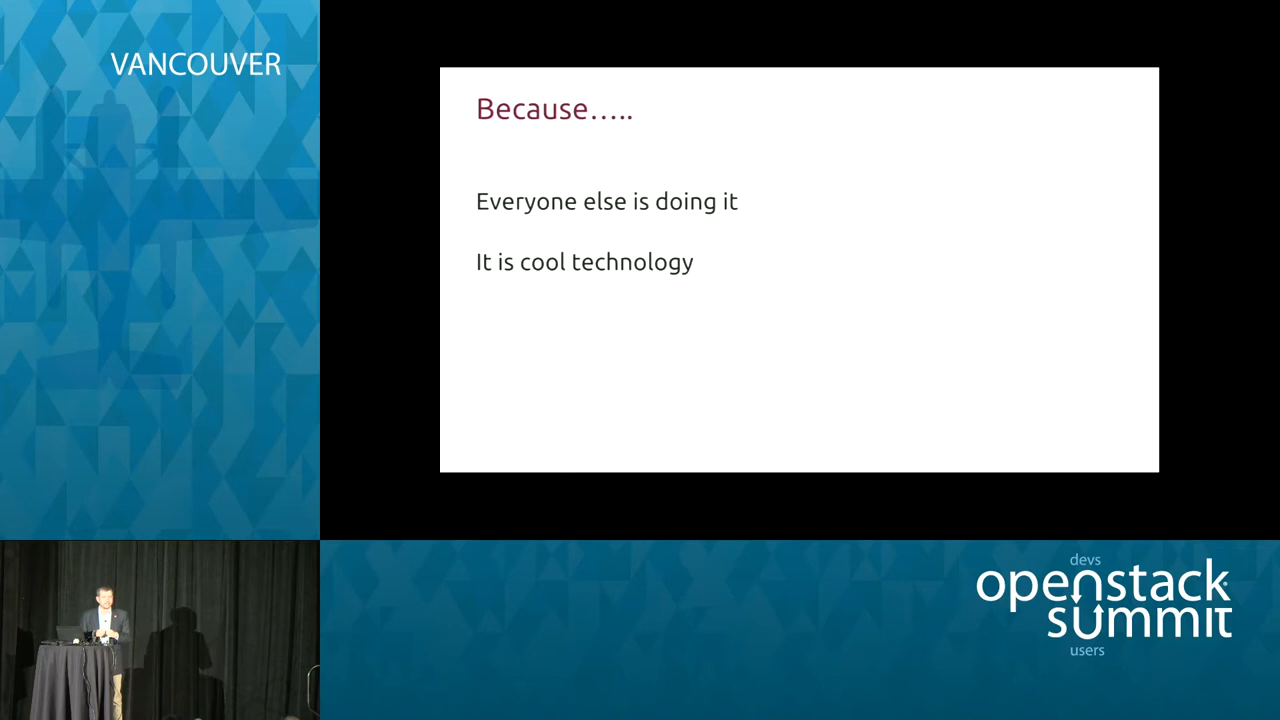 VANCOUVER
Because.....
Everyone else is doing it
It is cool technology
devs
openstack
summit
users